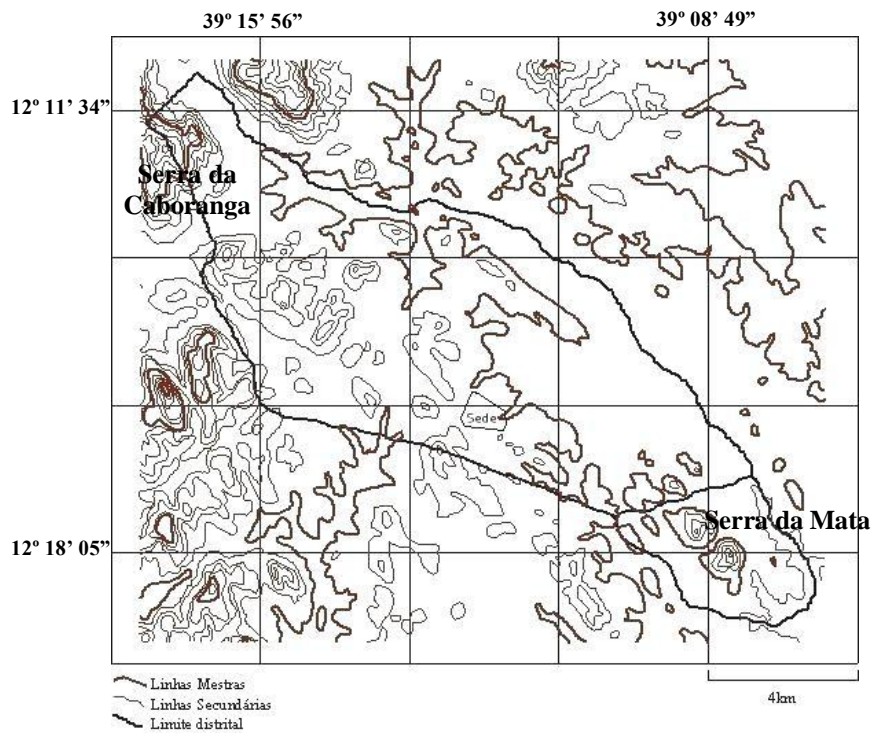 39º 15’ 56”
39º 08’ 49”
12º 11’ 34”
Serra da
Caboranga
Sede
Serra da Mata
12º 18’ 05”
Linhas Mestras
Linhas Secundárias
Limite distrital
4km